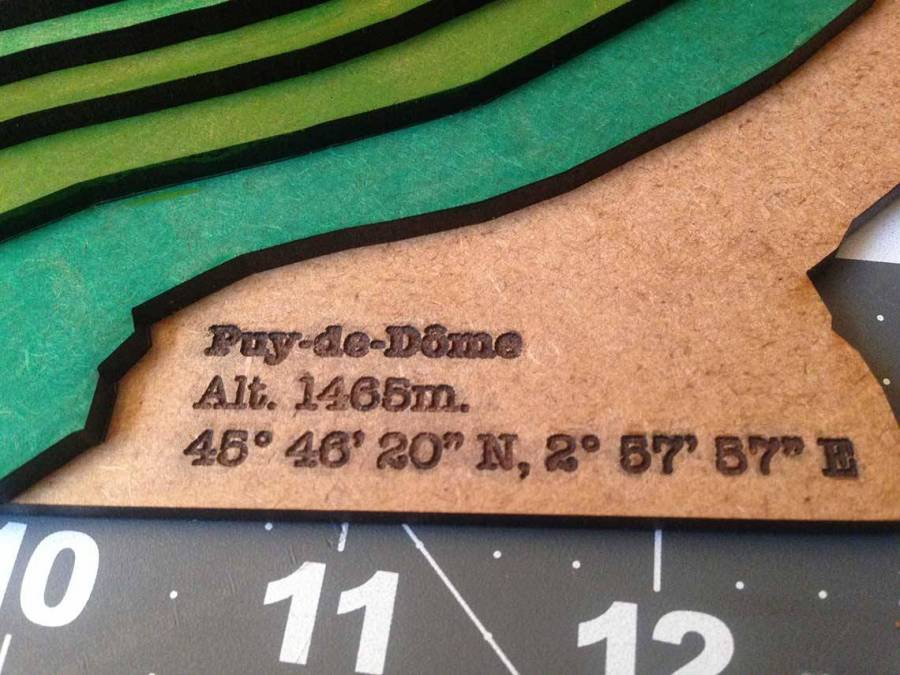 Puy-de-Dôme
Alt. 1465m.
45° 46' 20" N, 2° 57' 57" E
10 11 12